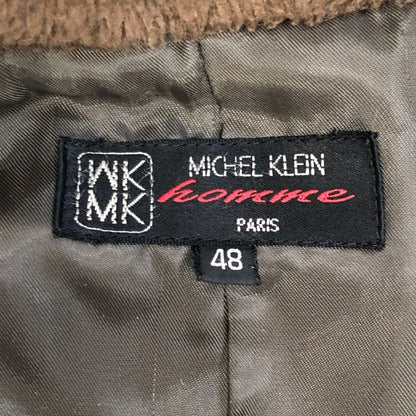 MK
MK
MICHEL KLEIN
homme
PARIS
48